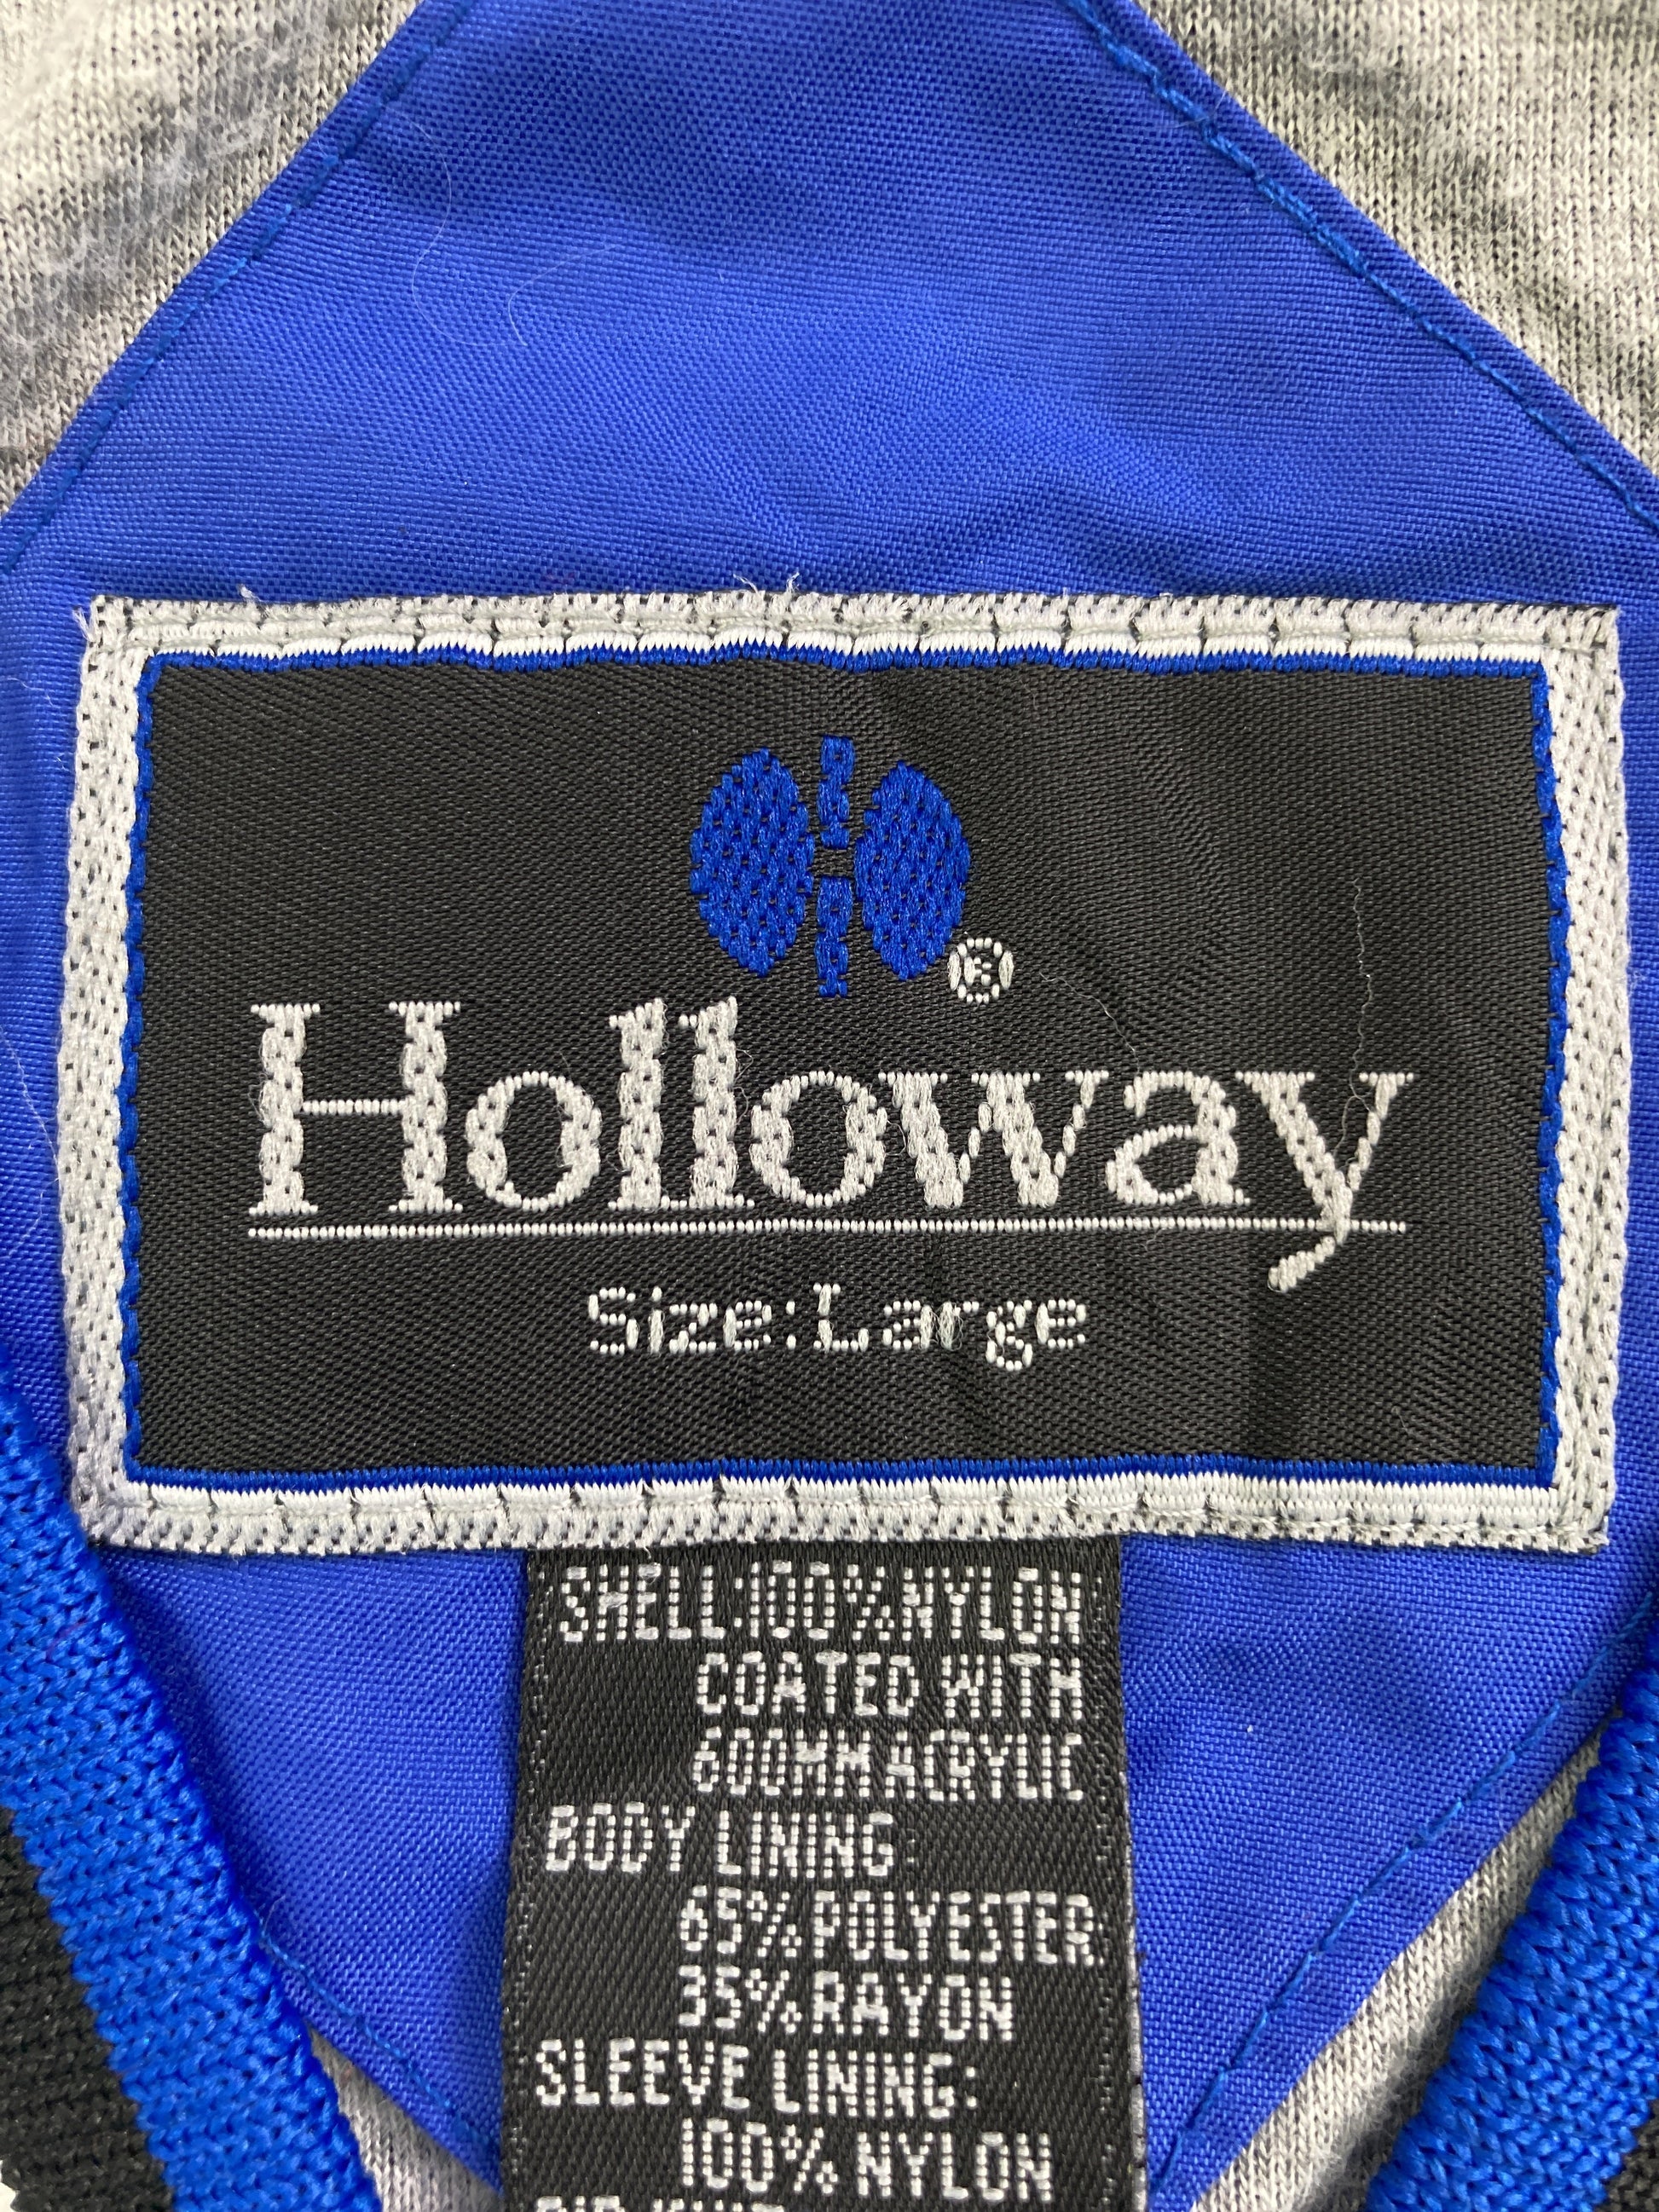 ®
Holloway
Size:Large
SHELL:100%NYLON
COATED WITH
600MM ACRYLIC
BODY LINING:
65%POLYESTER
35%RAYON
SLEEVE LINING:
100% NYLON